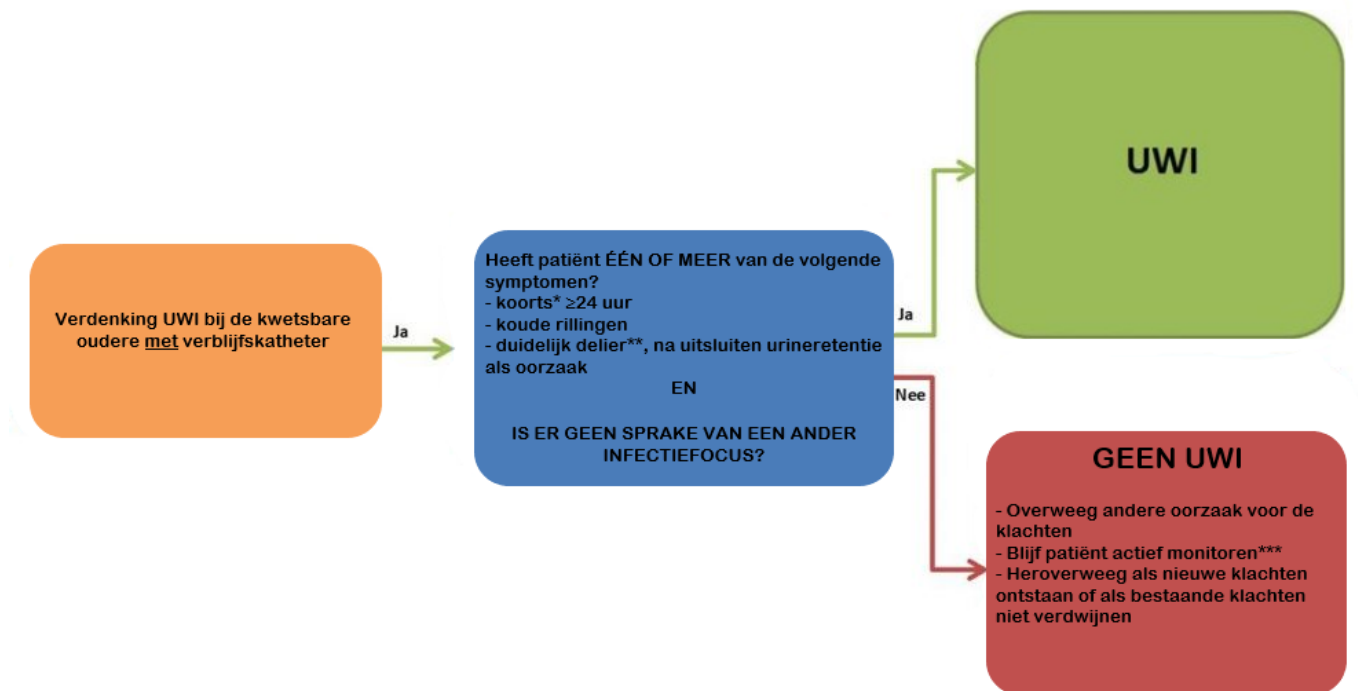 Verdenking UWI bij de kwetsbare
oudere met verblijfskatheter
Ja
Heeft patiënt ÉÉN OF MEER van de volgende
symptomen?
- koorts* ≥24 uur
- koude rillingen
- duidelijk delier**, na uitsluiten urineretentie
als oorzaak
EN
IS ER GEEN SPRAKE VAN EEN ANDER
INFECTIEFOCUS?
Ja
UWI
Nee
GEEN UWI
- Overweeg andere oorzaak voor de
klachten
- Blijf patiënt actief monitoren***
- Heroverweeg als nieuwe klachten
ontstaan of als bestaande klachten
niet verdwijnen